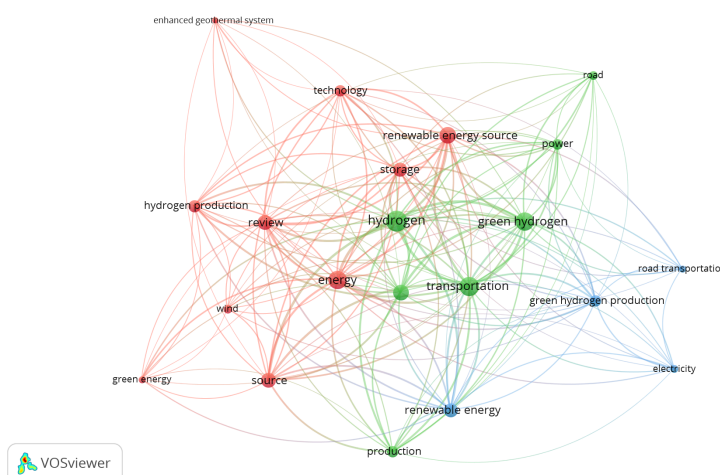 enhanced geothermal system
road
technology
renewable energy source
power
storage
hydrogen production
hydrogen
green hydrogen
review
road transportatio
energy
transportation
green hydrogen production
wind
electricity
green energy
source
renewable energy
production
VOSviewer